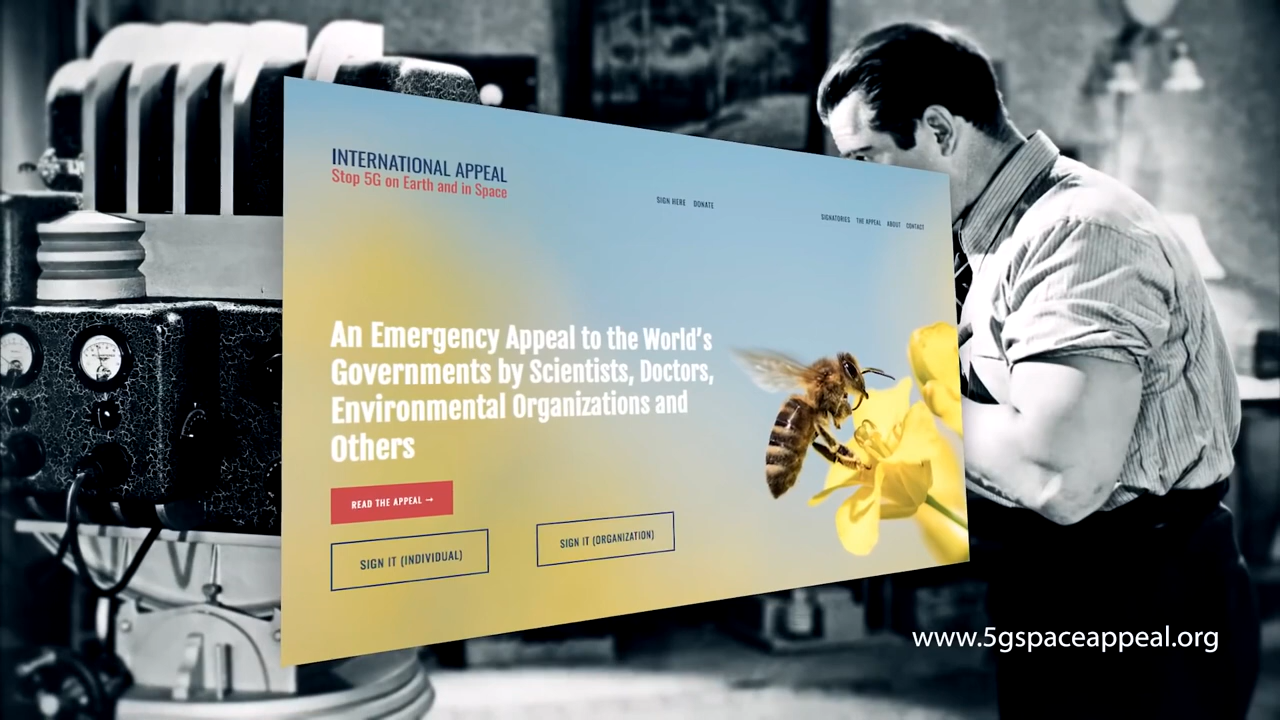 INTERNATIONAL APPEAL
Stop 5G on Earth and in Space
SIGN HERE DONATE
SIGNATORIES THE APPEAL ABOUT CONTACT
An Emergency Appeal to the World's
Governments by Scientists, Doctors,
Environmental Organizations and
Others
READ THE APPEAL →
SIGN IT (INDIVIDUAL)
SIGN IT (ORGANIZATION)
www.5gspaceappeal.org